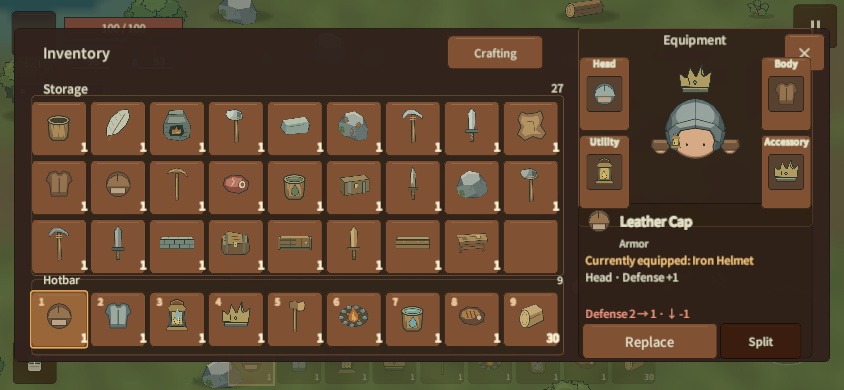 100/100
Inventory
Crafting
Storage
27
1 1 1 1 1 1 1 1 1
1 1 1 1 1 1 1 1 1
1 1 1 1 1 1 1 1
Hotbar
9
1 2 3 4 5 6 7 8 9
1 1 1 1 1 1 1 1 30
Equipment
×
Head
Body
Utility
Accessory
Leather Cap
Armor
Currently equipped: Iron Helmet
Head · Defense +1
Defense 2 → 1 · ↓ -1
Replace
Split